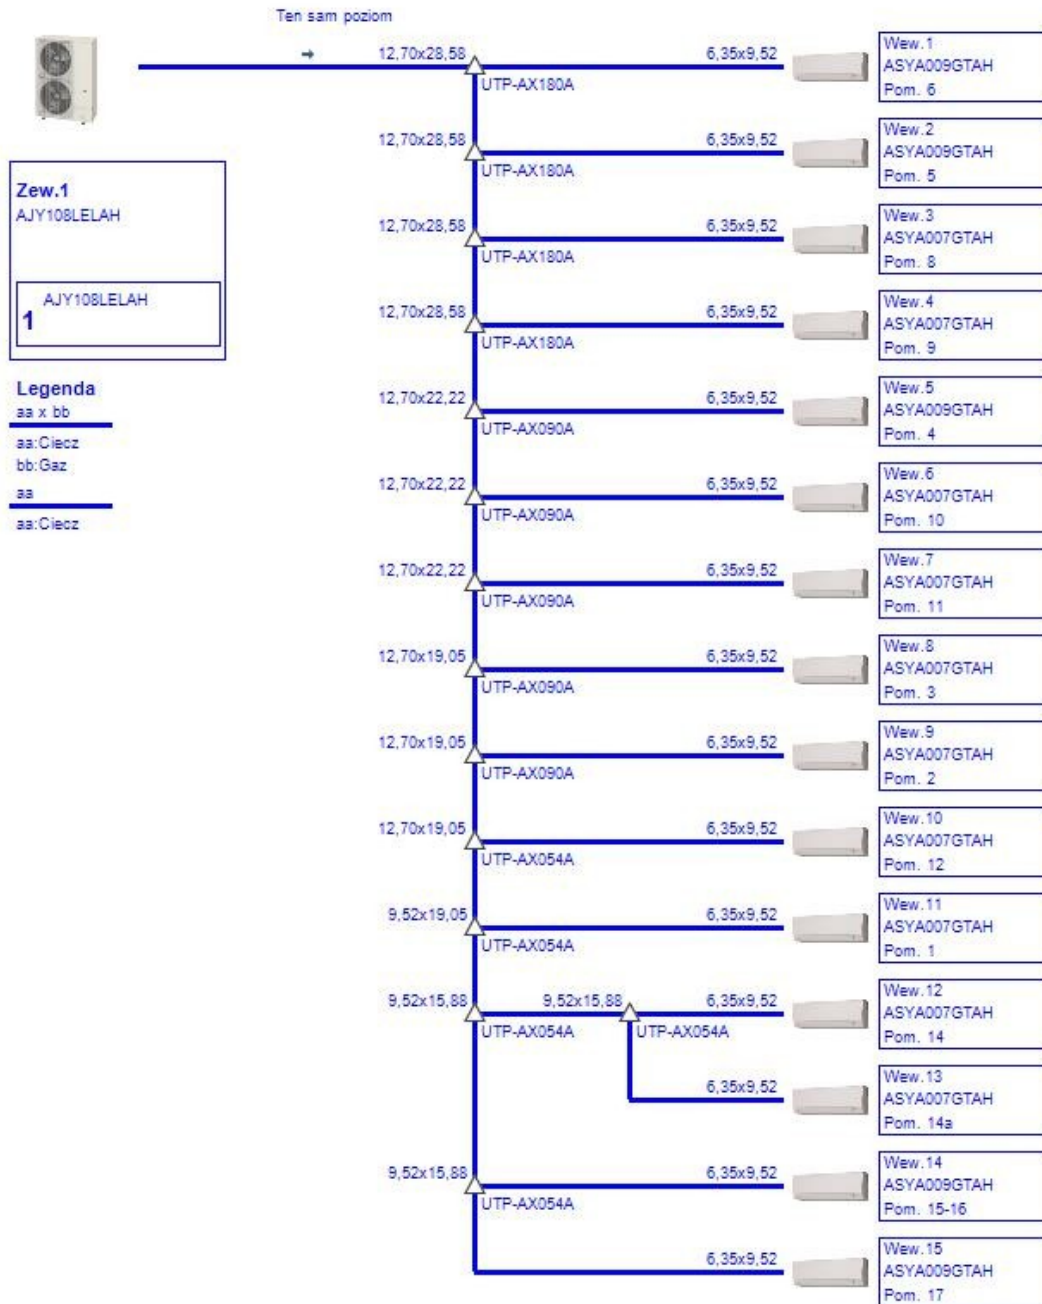 Ten sam poziom
12,70x28,58
6,35x9,52
UTP-AX180A
Wew.1
ASYA009GTAH
Pom. 6
12,70x28,58
6,35x9,52
UTP-AX180A
Wew.2
ASYA009GTAH
Pom. 5
Zew.1
AJY108LELAH
AJY108LELAH
1
12,70x28,58
6,35x9,52
UTP-AX180A
Wew.3
ASYA007GTAH
Pom. 8
12,70x28,58
6,35x9,52
UTP-AX180A
Wew.4
ASYA007GTAH
Pom. 9
Legenda
aa x bb
aa:Ciecz
bb:Gaz
aa
aa:Ciecz
12,70x22,22
6,35x9,52
UTP-AX090A
Wew.5
ASYA009GTAH
Pom. 4
12,70x22,22
6,35x9,52
UTP-AX090A
Wew.6
ASYA007GTAH
Pom. 10
12,70x22,22
6,35x9,52
UTP-AX090A
Wew.7
ASYA007GTAH
Pom. 11
12,70x19,05
6,35x9,52
UTP-AX090A
Wew.8
ASYA007GTAH
Pom. 3
12,70x19,05
6,35x9,52
UTP-AX090A
Wew.9
ASYA007GTAH
Pom. 2
12,70x19,05
6,35x9,52
UTP-AX054A
Wew.10
ASYA007GTAH
Pom. 12
9,52x19,05
6,35x9,52
UTP-AX054A
Wew.11
ASYA007GTAH
Pom. 1
9,52x15,88
9,52x15,88
6,35x9,52
UTP-AX054A
UTP-AX054A
Wew.12
ASYA007GTAH
Pom. 14
6,35x9,52
Wew.13
ASYA007GTAH
Pom. 14a
9,52x15,88
6,35x9,52
UTP-AX054A
Wew.14
ASYA009GTAH
Pom. 15-16
6,35x9,52
Wew.15
ASYA009GTAH
Pom. 17